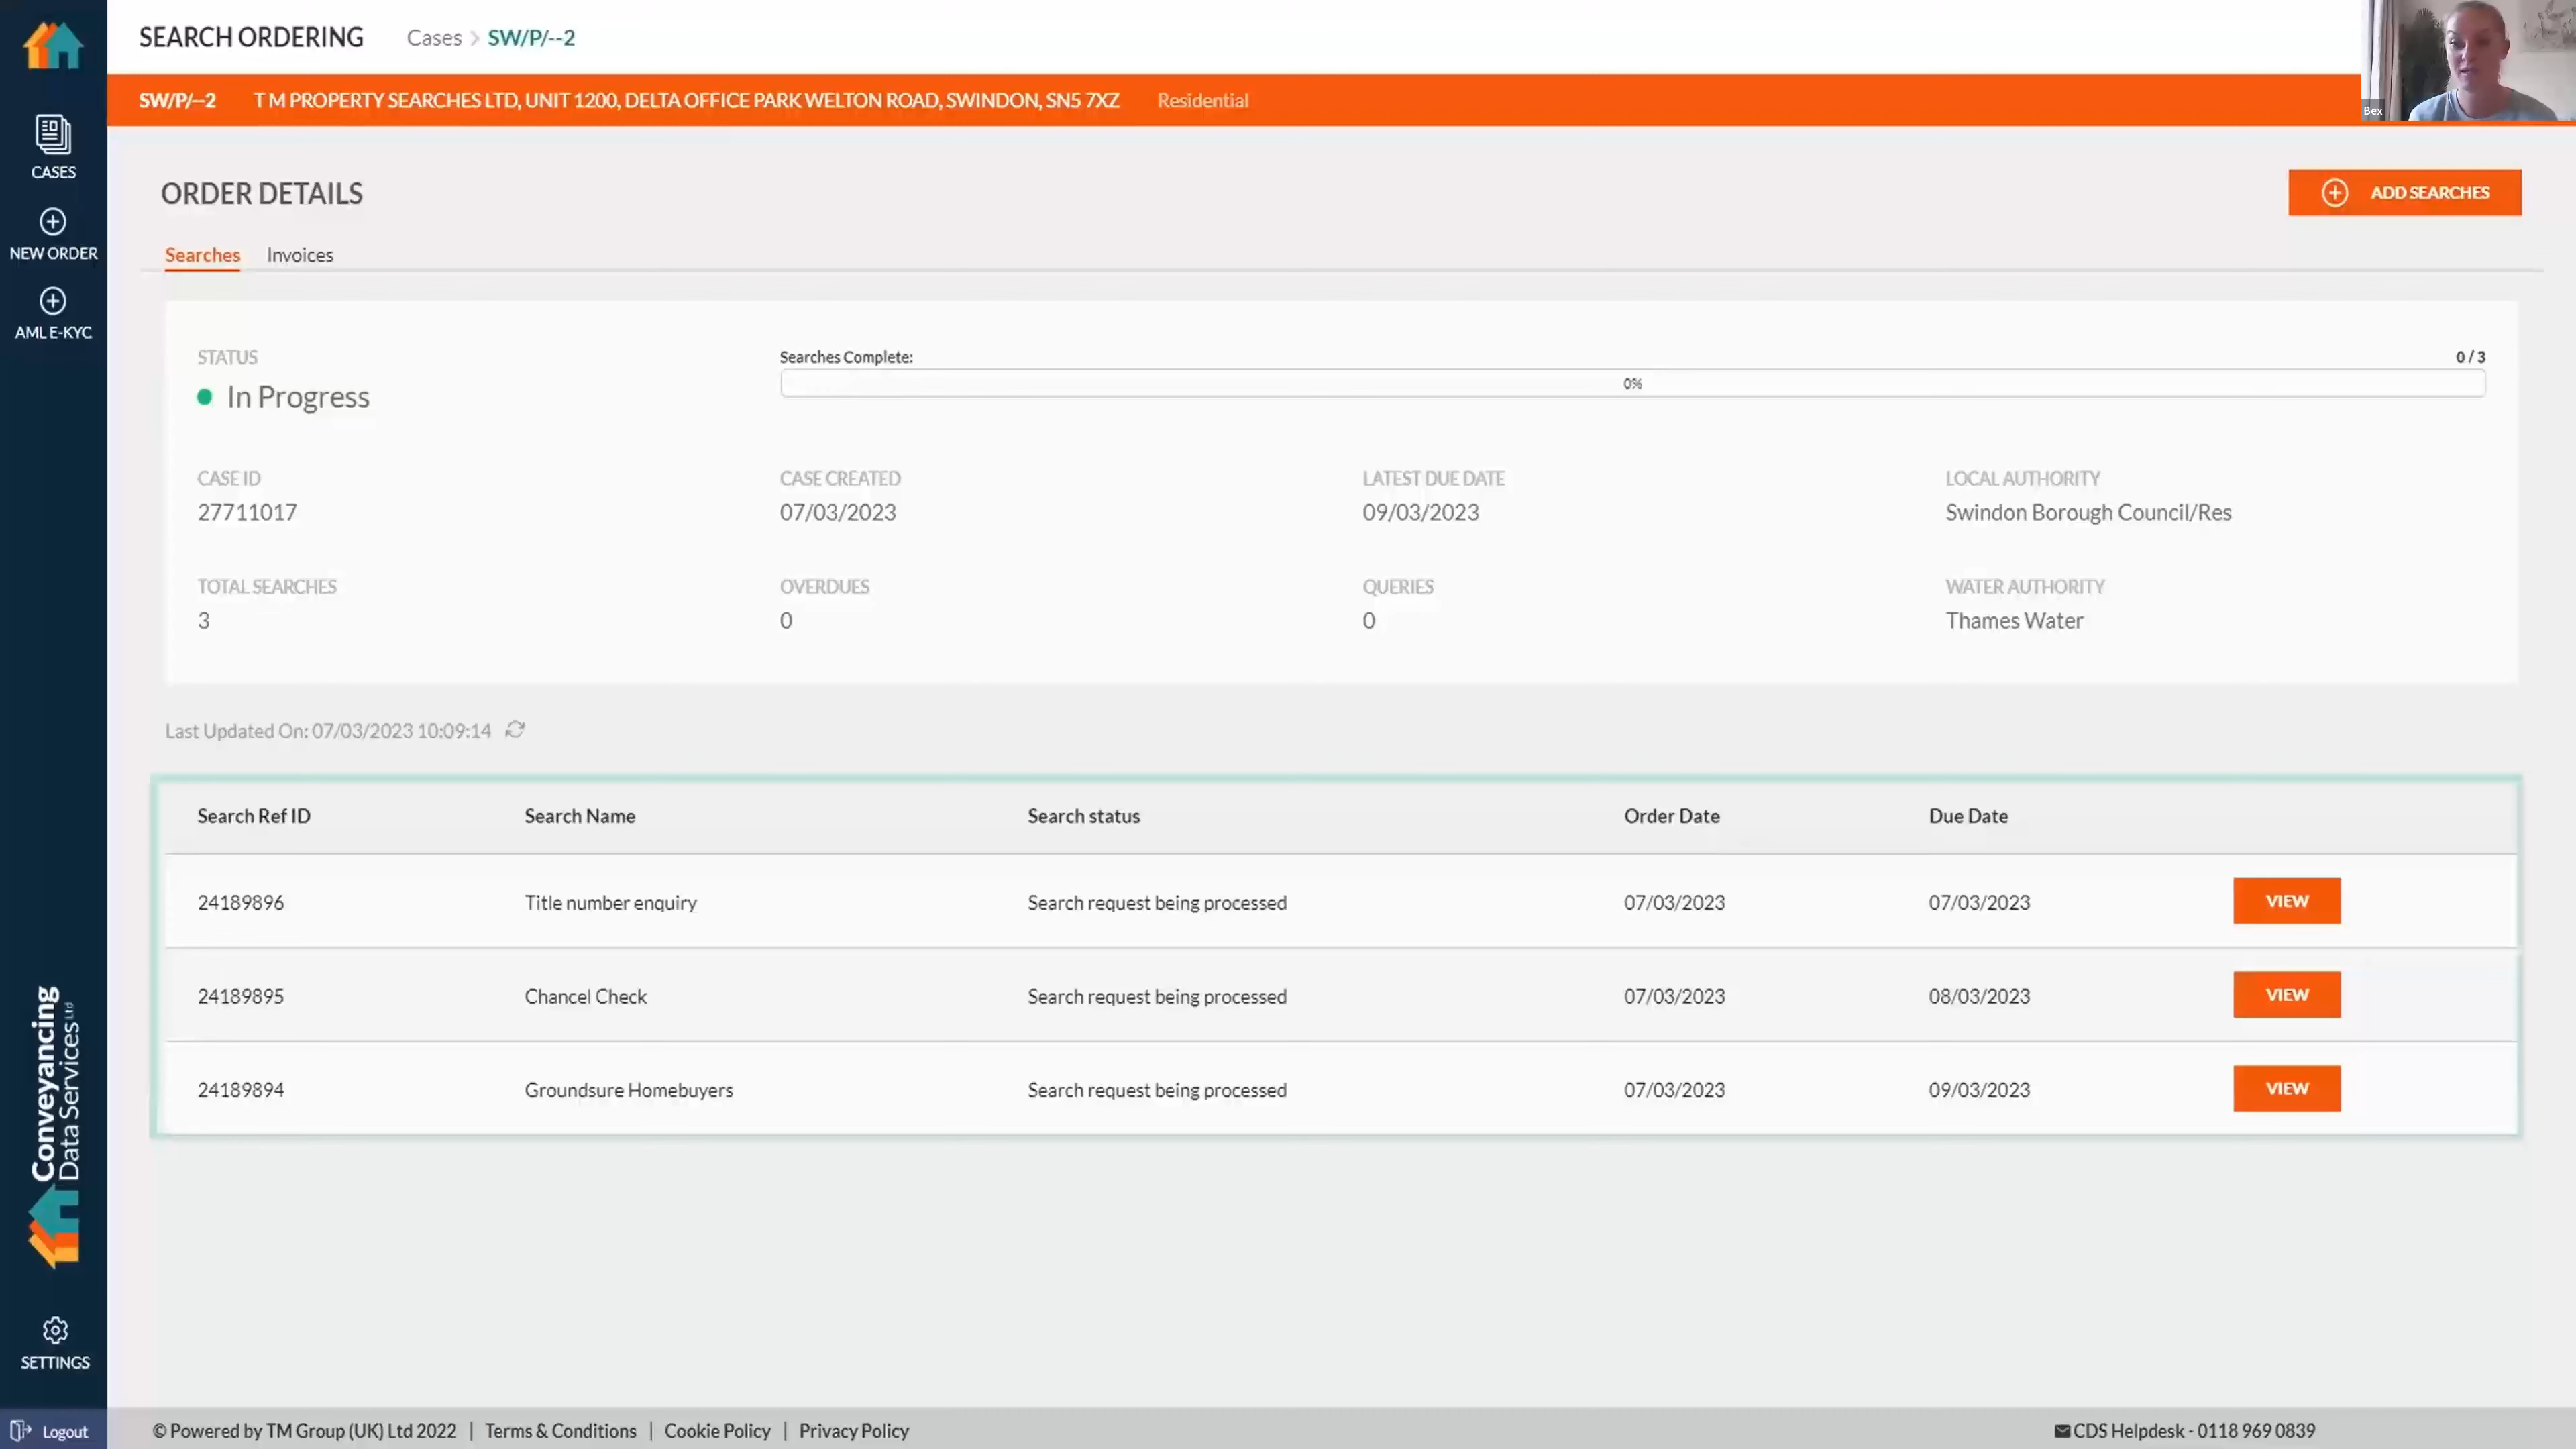 SEARCH ORDERING Cases > SW/P/--2
Bex
SW/P/--2 T M PROPERTY SEARCHES LTD, UNIT 1200, DELTA OFFICE PARK WELTON ROAD, SWINDON, SN5 7XZ Residential
CASES
NEW ORDER
AML E-KYC
ORDER DETAILS
ADD SEARCHES
Searches Invoices
STATUS
In Progress
Searches Complete: 0 / 3
0%
CASE ID CASE CREATED LATEST DUE DATE LOCAL AUTHORITY
27711017 07/03/2023 09/03/2023 Swindon Borough Council/Res
TOTAL SEARCHES OVERDUES QUERIES WATER AUTHORITY
3 0 0 Thames Water
Last Updated On: 07/03/2023 10:09:14
Search Ref ID Search Name Search status Order Date Due Date
24189896 Title number enquiry Search request being processed 07/03/2023 07/03/2023 VIEW
24189895 Chancel Check Search request being processed 07/03/2023 08/03/2023 VIEW
24189894 Groundsure Homebuyers Search request being processed 07/03/2023 09/03/2023 VIEW
Conveyancing
Data Services Ltd
SETTINGS
Logout
© Powered by TM Group (UK) Ltd 2022 | Terms & Conditions | Cookie Policy | Privacy Policy
CDS Helpdesk - 0118 969 0839